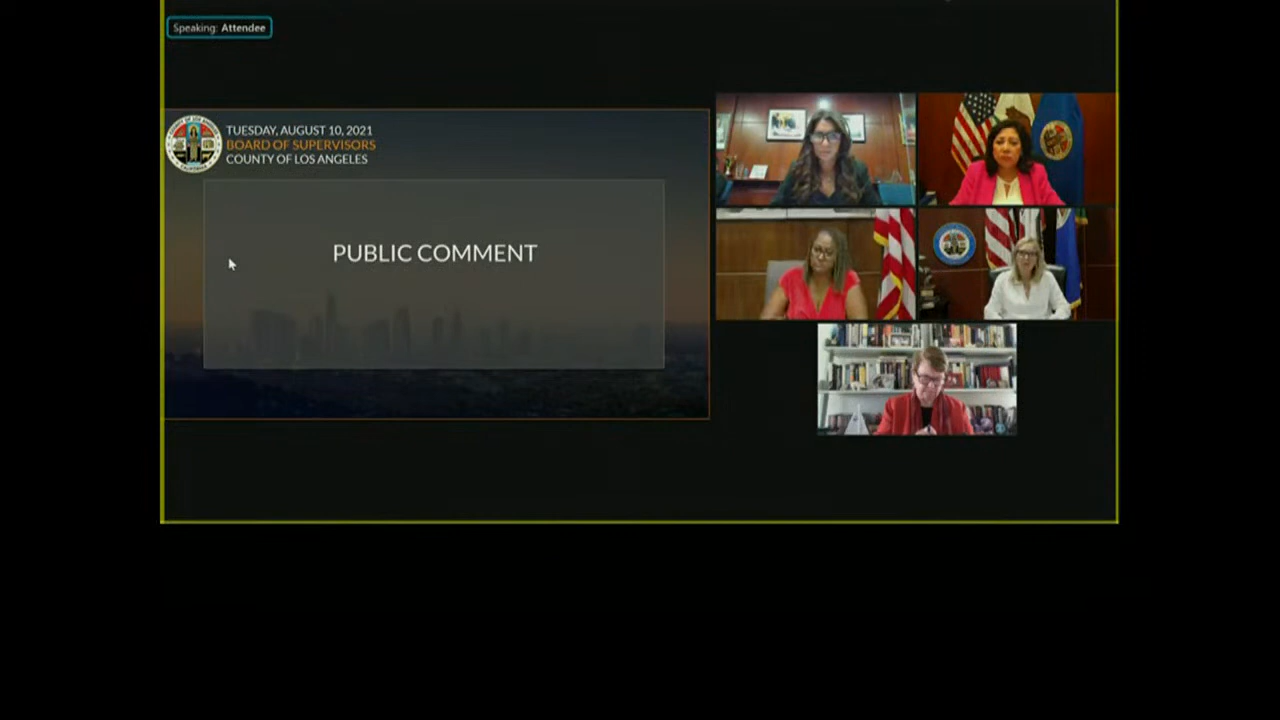 Speaking: Attendee
TUESDAY, AUGUST 10, 2021
BOARD OF SUPERVISORS
COUNTY OF LOS ANGELES
PUBLIC COMMENT